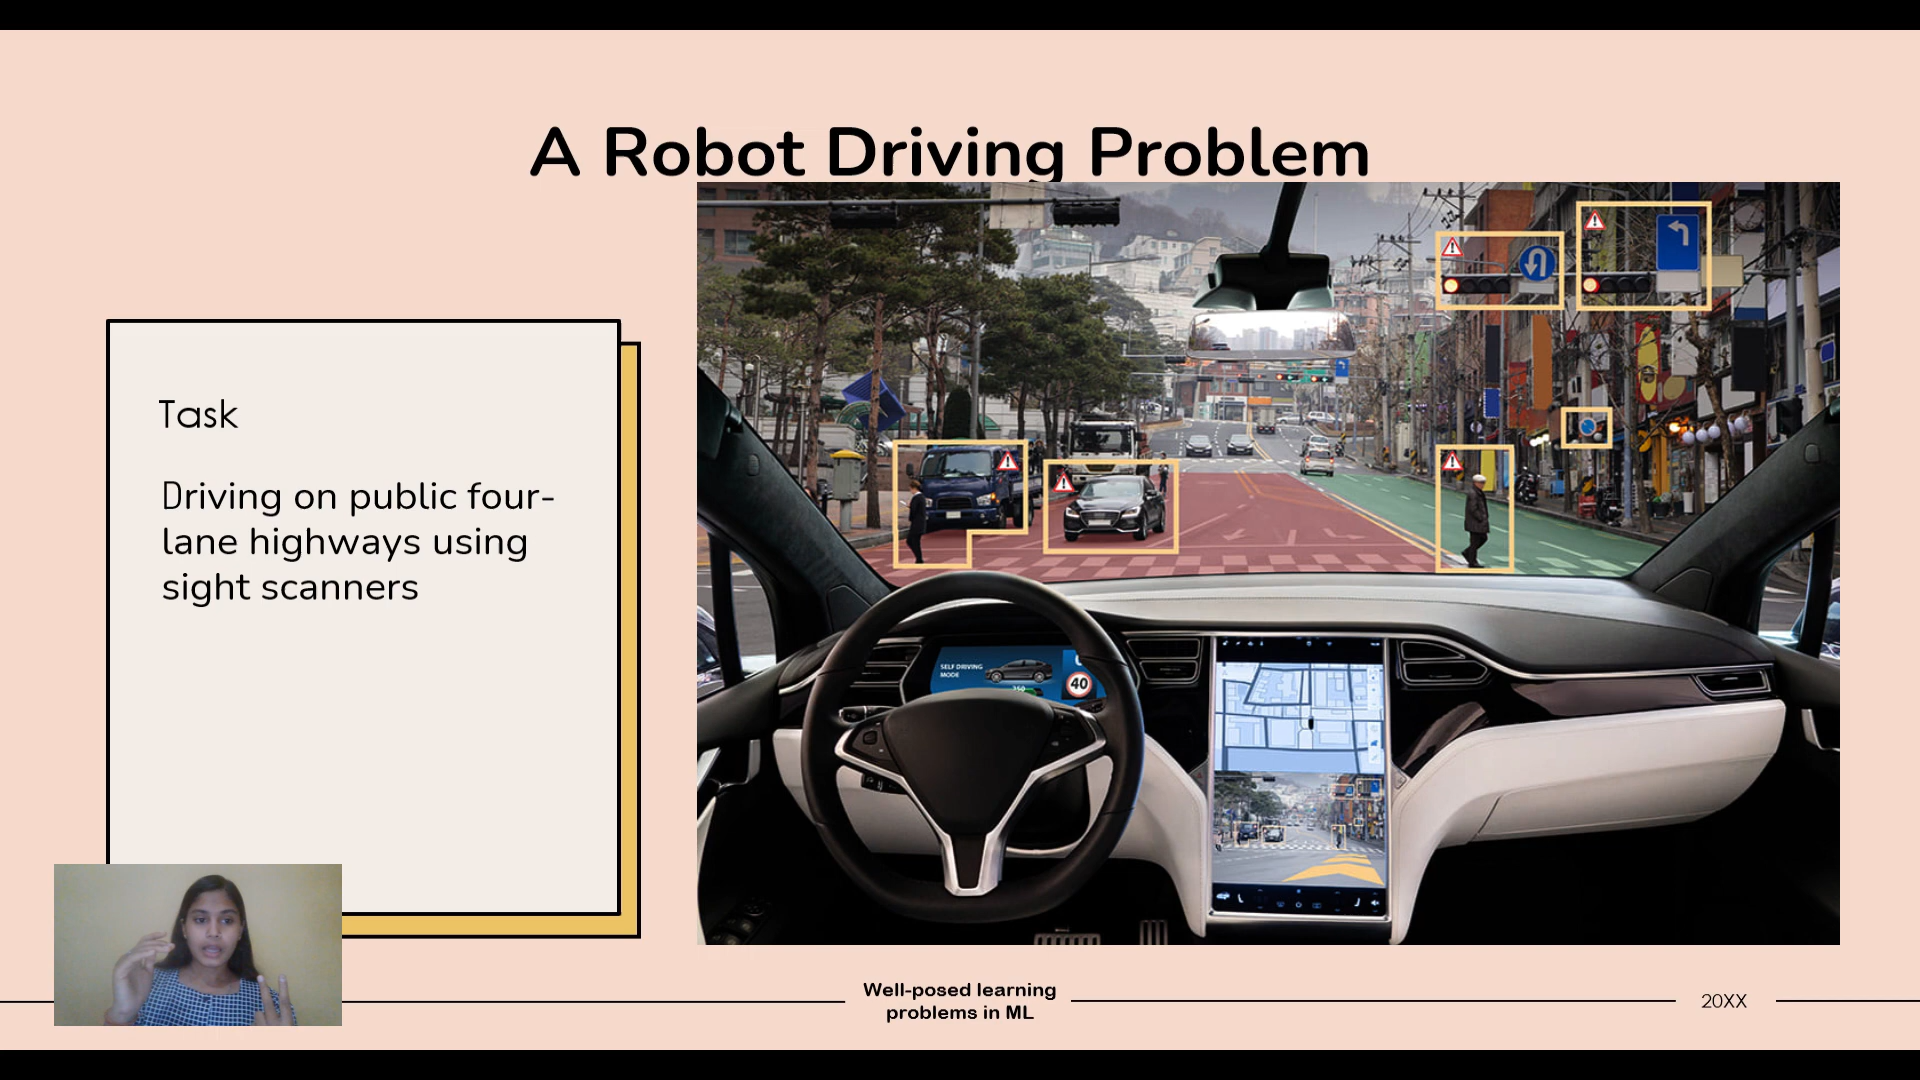 A Robot Driving Problem
Task
Driving on public four-
lane highways using
sight scanners
SELF DRIVING
MODE
350
40
Well-posed learning
problems in ML
20XX